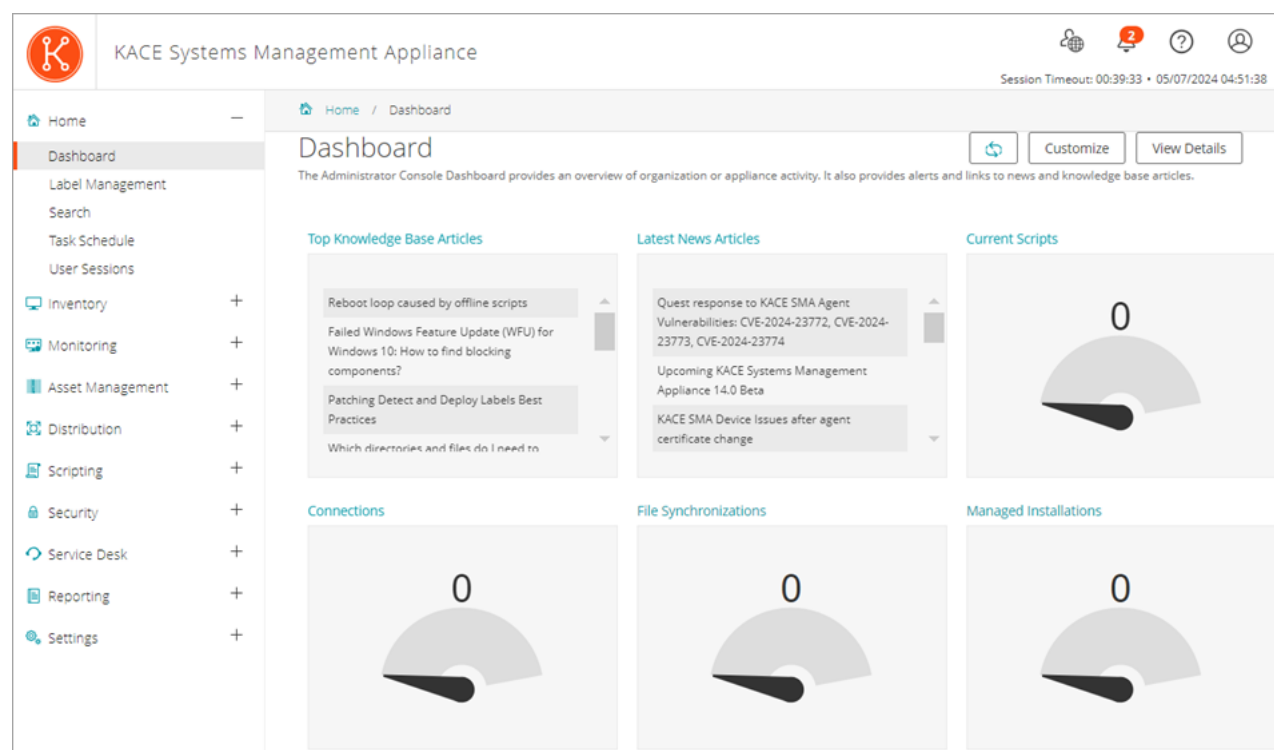 KACE Systems Management Appliance
2
Session Timeout: 00:39:33 • 05/07/2024 04:51:38
Home
Dashboard
Label Management
Search
Task Schedule
User Sessions
Inventory
Monitoring
Asset Management
Distribution
Scripting
Security
Service Desk
Reporting
Settings
Home / Dashboard
Dashboard
Customize
View Details
The Administrator Console Dashboard provides an overview of organization or appliance activity. It also provides alerts and links to news and knowledge base articles.
Top Knowledge Base Articles
Reboot loop caused by offline scripts
Failed Windows Feature Update (WFU) for
Windows 10: How to find blocking
components?
Patching Detect and Deploy Labels Best
Practices
Which directories and files do I need to
Latest News Articles
Quest response to KACE SMA Agent
Vulnerabilities: CVE-2024-23772, CVE-2024-
23773, CVE-2024-23774
Upcoming KACE Systems Management
Appliance 14.0 Beta
KACE SMA Device Issues after agent
certificate change
Current Scripts
0
Connections
0
File Synchronizations
0
Managed Installations
0